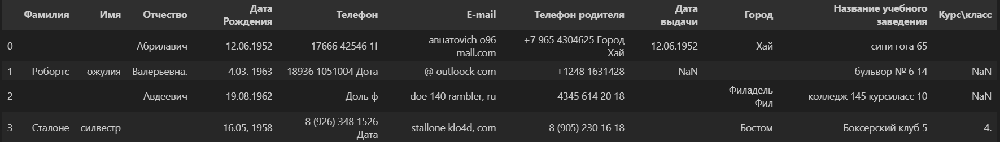 Фамилия Имя Отчество Дата Рождения Телефон E-mail Телефон родителя Дата выдачи Город Название учебного заведения Курс\класс
0 Абрилавич 12.06.1952 17666 42546 1f авнатovich о96 mall.com +7 965 4304625 Город Хай 12.06.1952 Хай сини гога 65
1 Робортс ожулия Валерьевна. 4.03. 1963 18936 1051004 Дота @ outloock com +1248 1631428 NaN бульвор № 6 14 NaN
2 Авдеевич 19.08.1962 Доль ф doe 140 rambler, ru 4345 614 20 18 Филадель Фил колледж 145 курсиласс 10 NaN
3 Сталоне силвестр 16.05, 1958 8 (926) 348 1526 Дата stallone klo4d, com 8 (905) 230 16 18 Бостом Боксерский клуб 5 4.